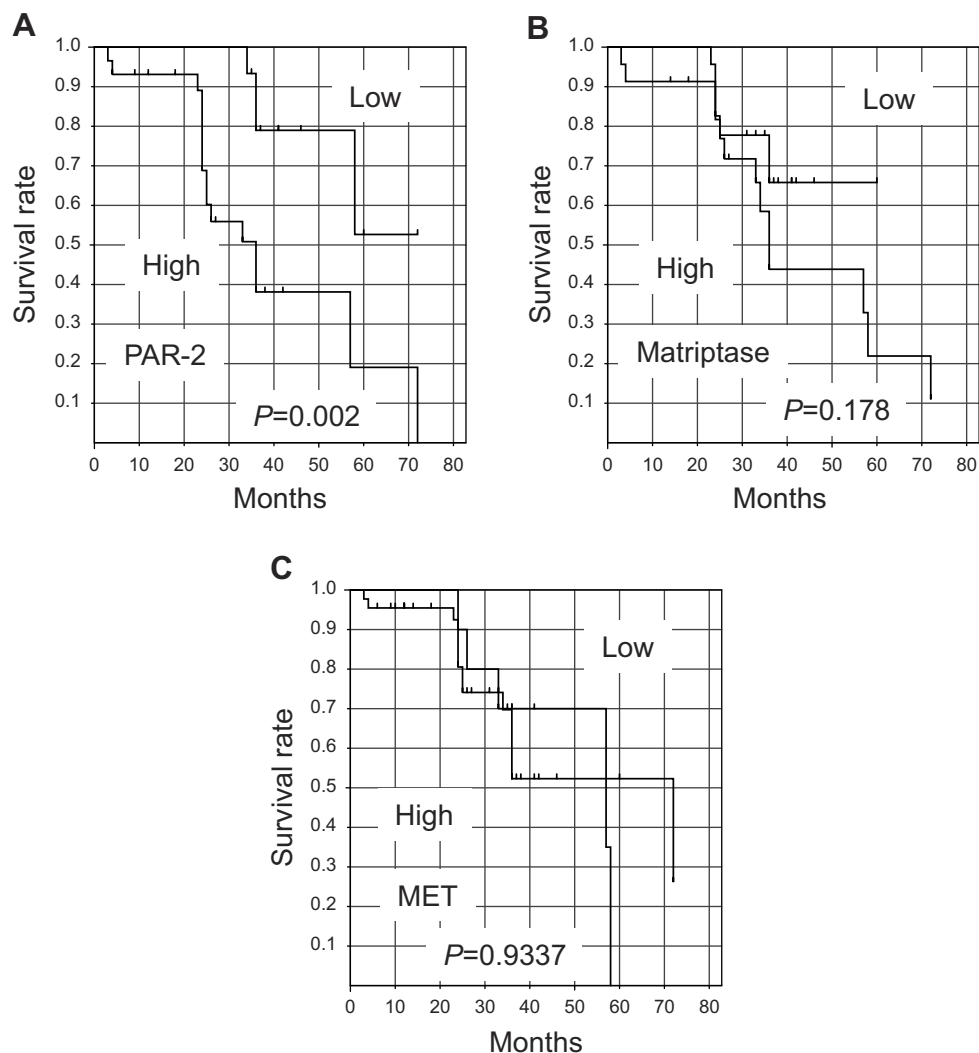 A
Survival rate
1.0
0.9
0.8
0.7
0.6
0.5
0.4
0.3
0.2
0.1
Low
High
PAR-2
P=0.002
0 10 20 30 40 50 60 70 80
Months
B
Survival rate
1.0
0.9
0.8
0.7
0.6
0.5
0.4
0.3
0.2
0.1
Low
High
Matriptase
P=0.178
0 10 20 30 40 50 60 70 80
Months
C
Survival rate
1.0
0.9
0.8
0.7
0.6
0.5
0.4
0.3
0.2
0.1
Low
High
MET
P=0.9337
0 10 20 30 40 50 60 70 80
Months